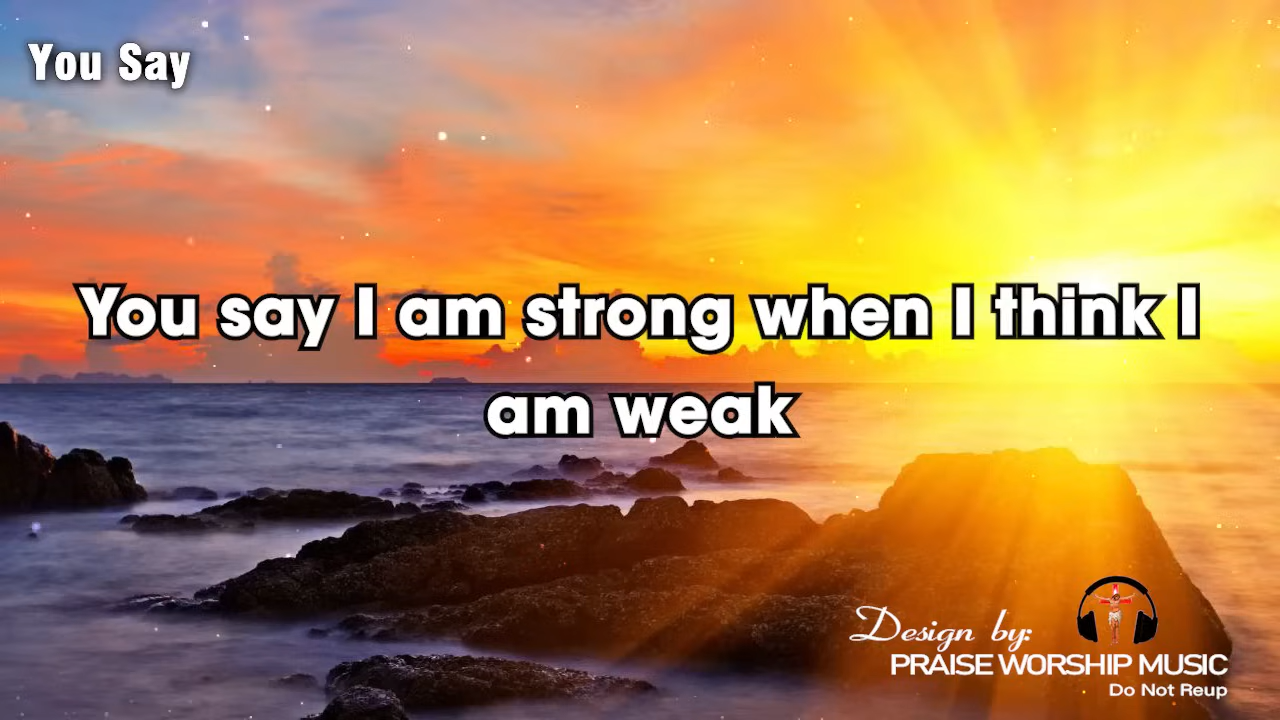 You Say
You say I am strong when I think I
am weak
Design by:
PRAISE WORSHIP MUSIC
Do Not Reup